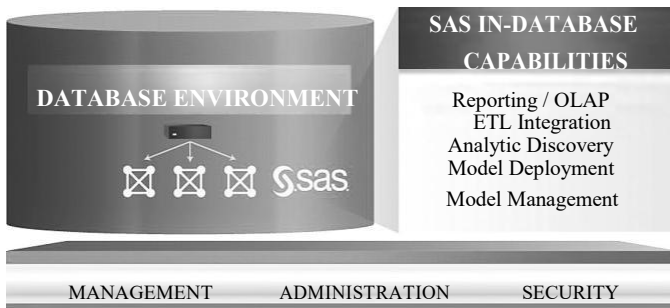 DATABASE ENVIRONMENT
sas
SAS IN-DATABASE
CAPABILITIES
Reporting / OLAP
ETL Integration
Analytic Discovery
Model Deployment
Model Management
MANAGEMENT ADMINISTRATION SECURITY